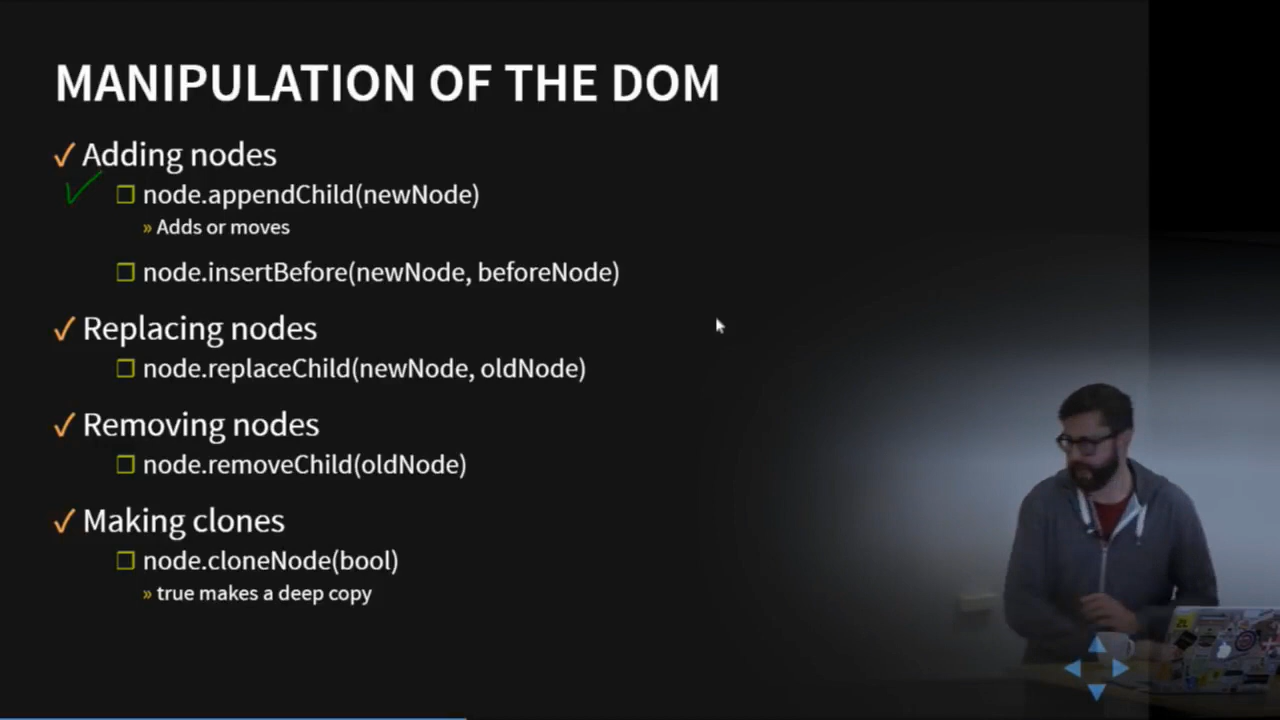 MANIPULATION OF THE DOM
✓ Adding nodes
❐ node.appendChild(newNode)
» Adds or moves
❐ node.insertBefore(newNode, beforeNode)
✓ Replacing nodes
❐ node.replaceChild(newNode, oldNode)
✓ Removing nodes
❐ node.removeChild(oldNode)
✓ Making clones
❐ node.cloneNode(bool)
» true makes a deep copy